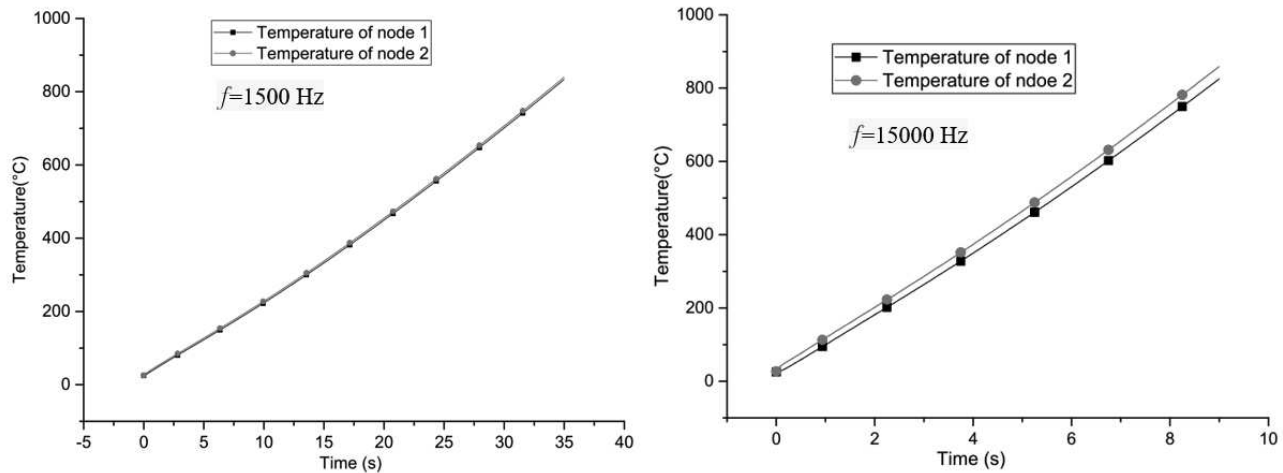 1000
800
600
400
200
0
Temperature(°C)
Temperature of node 1
Temperature of node 2
f=1500 Hz
-5 0 5 10 15 20 25 30 35 40
Time (s)
1000
800
600
400
200
0
Temperature(°C)
Temperature of node 1
Temperature of ndoe 2
f=15000 Hz
0 2 4 6 8 10
Time (s)